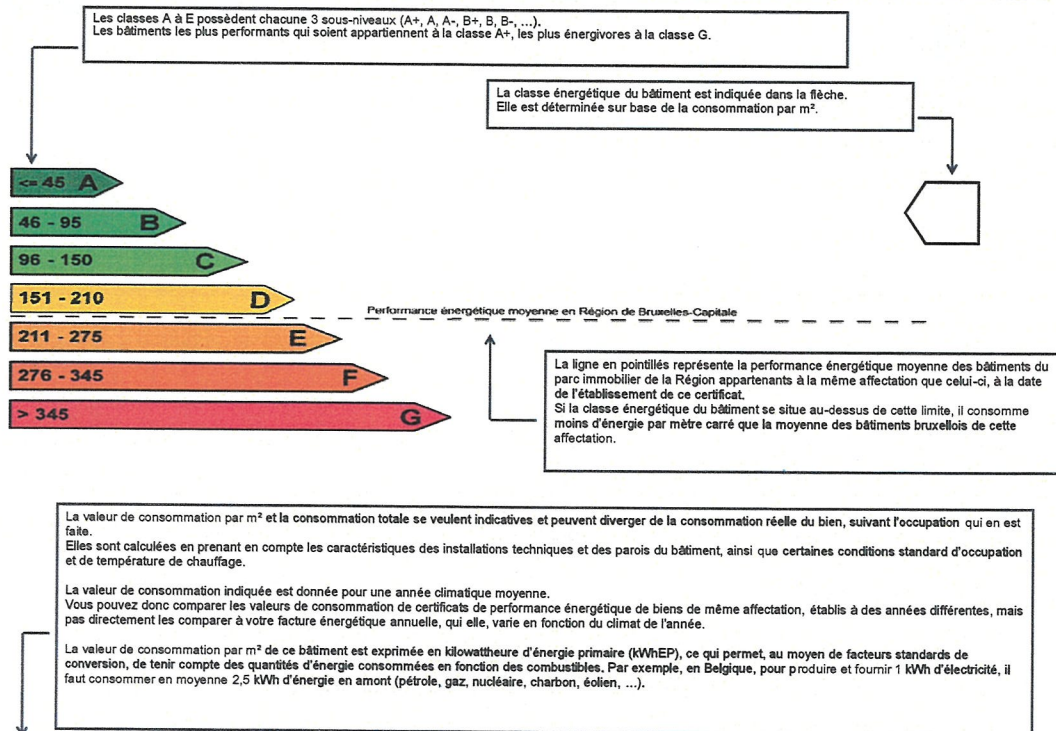 Les classes A à E possèdent chacune 3 sous-niveaux (A+, A, A-, B+, B, B-, ...).
Les bâtiments les plus performants qui soient appartiennent à la classe A+, les plus énergivores à la classe G.
La classe énergétique du bâtiment est indiquée dans la flèche.
Elle est déterminée sur base de la consommation par m².
<= 45 A
46 - 95 B
96 - 150 C
151 - 210 D
Performance énergétique moyenne en Région de Bruxelles-Capitale
211 - 275 E
276 - 345 F
> 345 G
La ligne en pointillés représente la performance énergétique moyenne des bâtiments du
parc immobilier de la Région appartenants à la même affectation que celui-ci, à la date
de l'établissement de ce certificat.
Si la classe énergétique du bâtiment se situe au-dessus de cette limite, il consomme
moins d'énergie par mètre carré que la moyenne des bâtiments bruxellois de cette
affectation.
La valeur de consommation par m² et la consommation totale se veulent indicatives et peuvent diverger de la consommation réelle du bien, suivant l'occupation qui en est
faite.
Elles sont calculées en prenant en compte les caractéristiques des installations techniques et des parois du bâtiment, ainsi que certaines conditions standard d'occupation
et de température de chauffage.
La valeur de consommation indiquée est donnée pour une année climatique moyenne.
Vous pouvez donc comparer les valeurs de consommation de certificats de performance énergétique de biens de même affectation, établis à des années différentes, mais
pas directement les comparer à votre facture énergétique annuelle, qui elle, varie en fonction du climat de l'année.
La valeur de consommation par m² de ce bâtiment est exprimée en kilowattheure d'énergie primaire (kWhEP), ce qui permet, au moyen de facteurs standards de
conversion, de tenir compte des quantités d'énergie consommées en fonction des combustibles. Par exemple, en Belgique, pour produire et fournir 1 kWh d'électricité, il
faut consommer en moyenne 2,5 kWh d'énergie en amont (pétrole, gaz, nucléaire, charbon, éolien, ...).